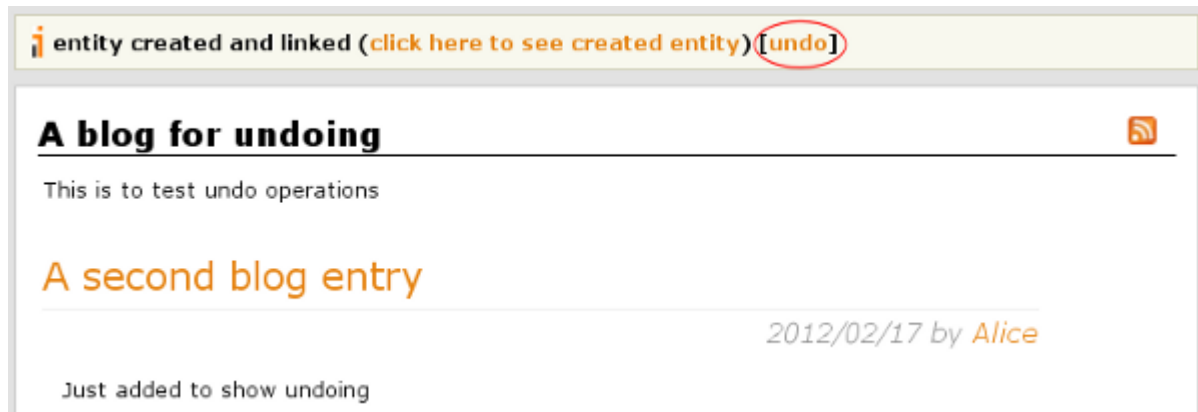 entity created and linked (click here to see created entity) [undo]
A blog for undoing
This is to test undo operations
A second blog entry
2012/02/17 by Alice
Just added to show undoing